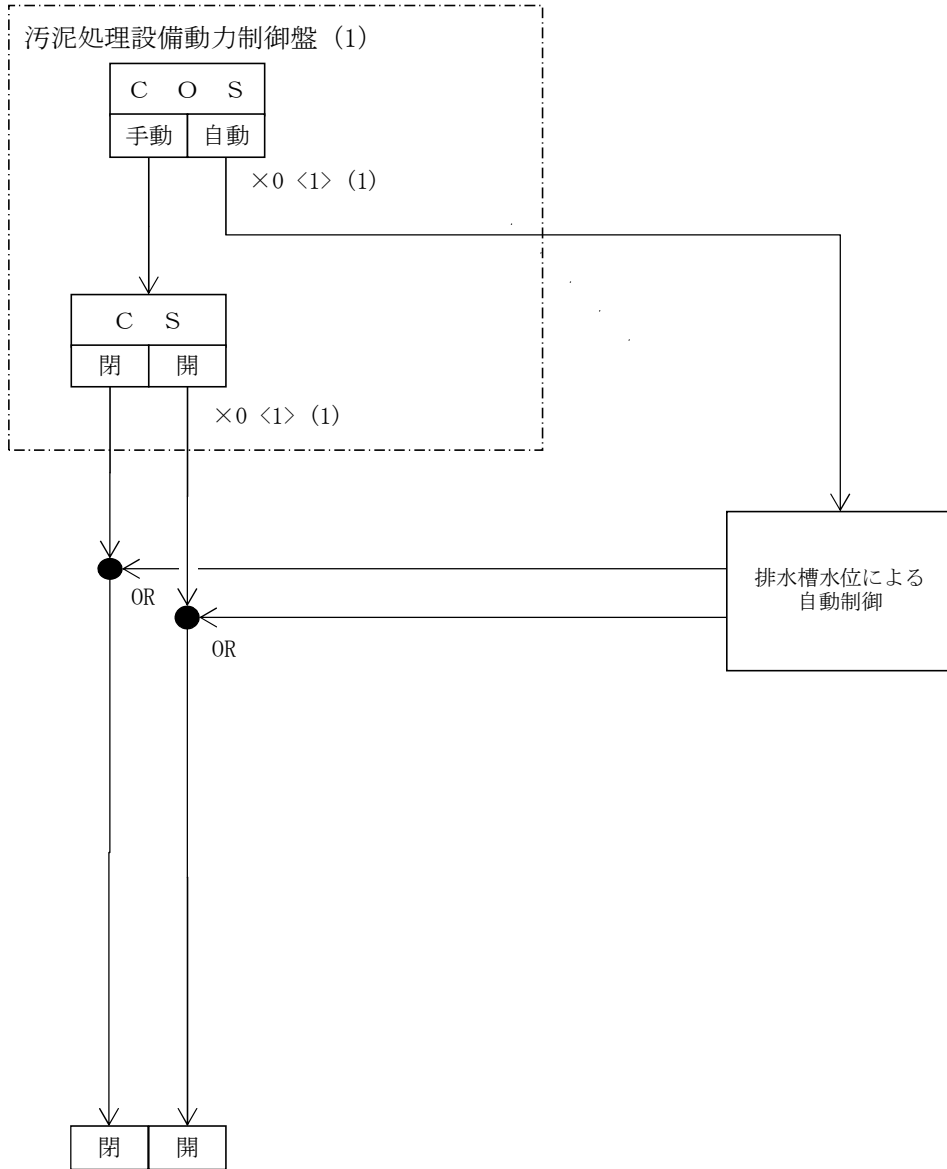 汚泥処理設備動力制御盤 (1)
C O S
手動 自動
×0 <1> (1)
C S
閉 開
×0 <1> (1)
排水槽水位による
自動制御
OR
OR
閉 開